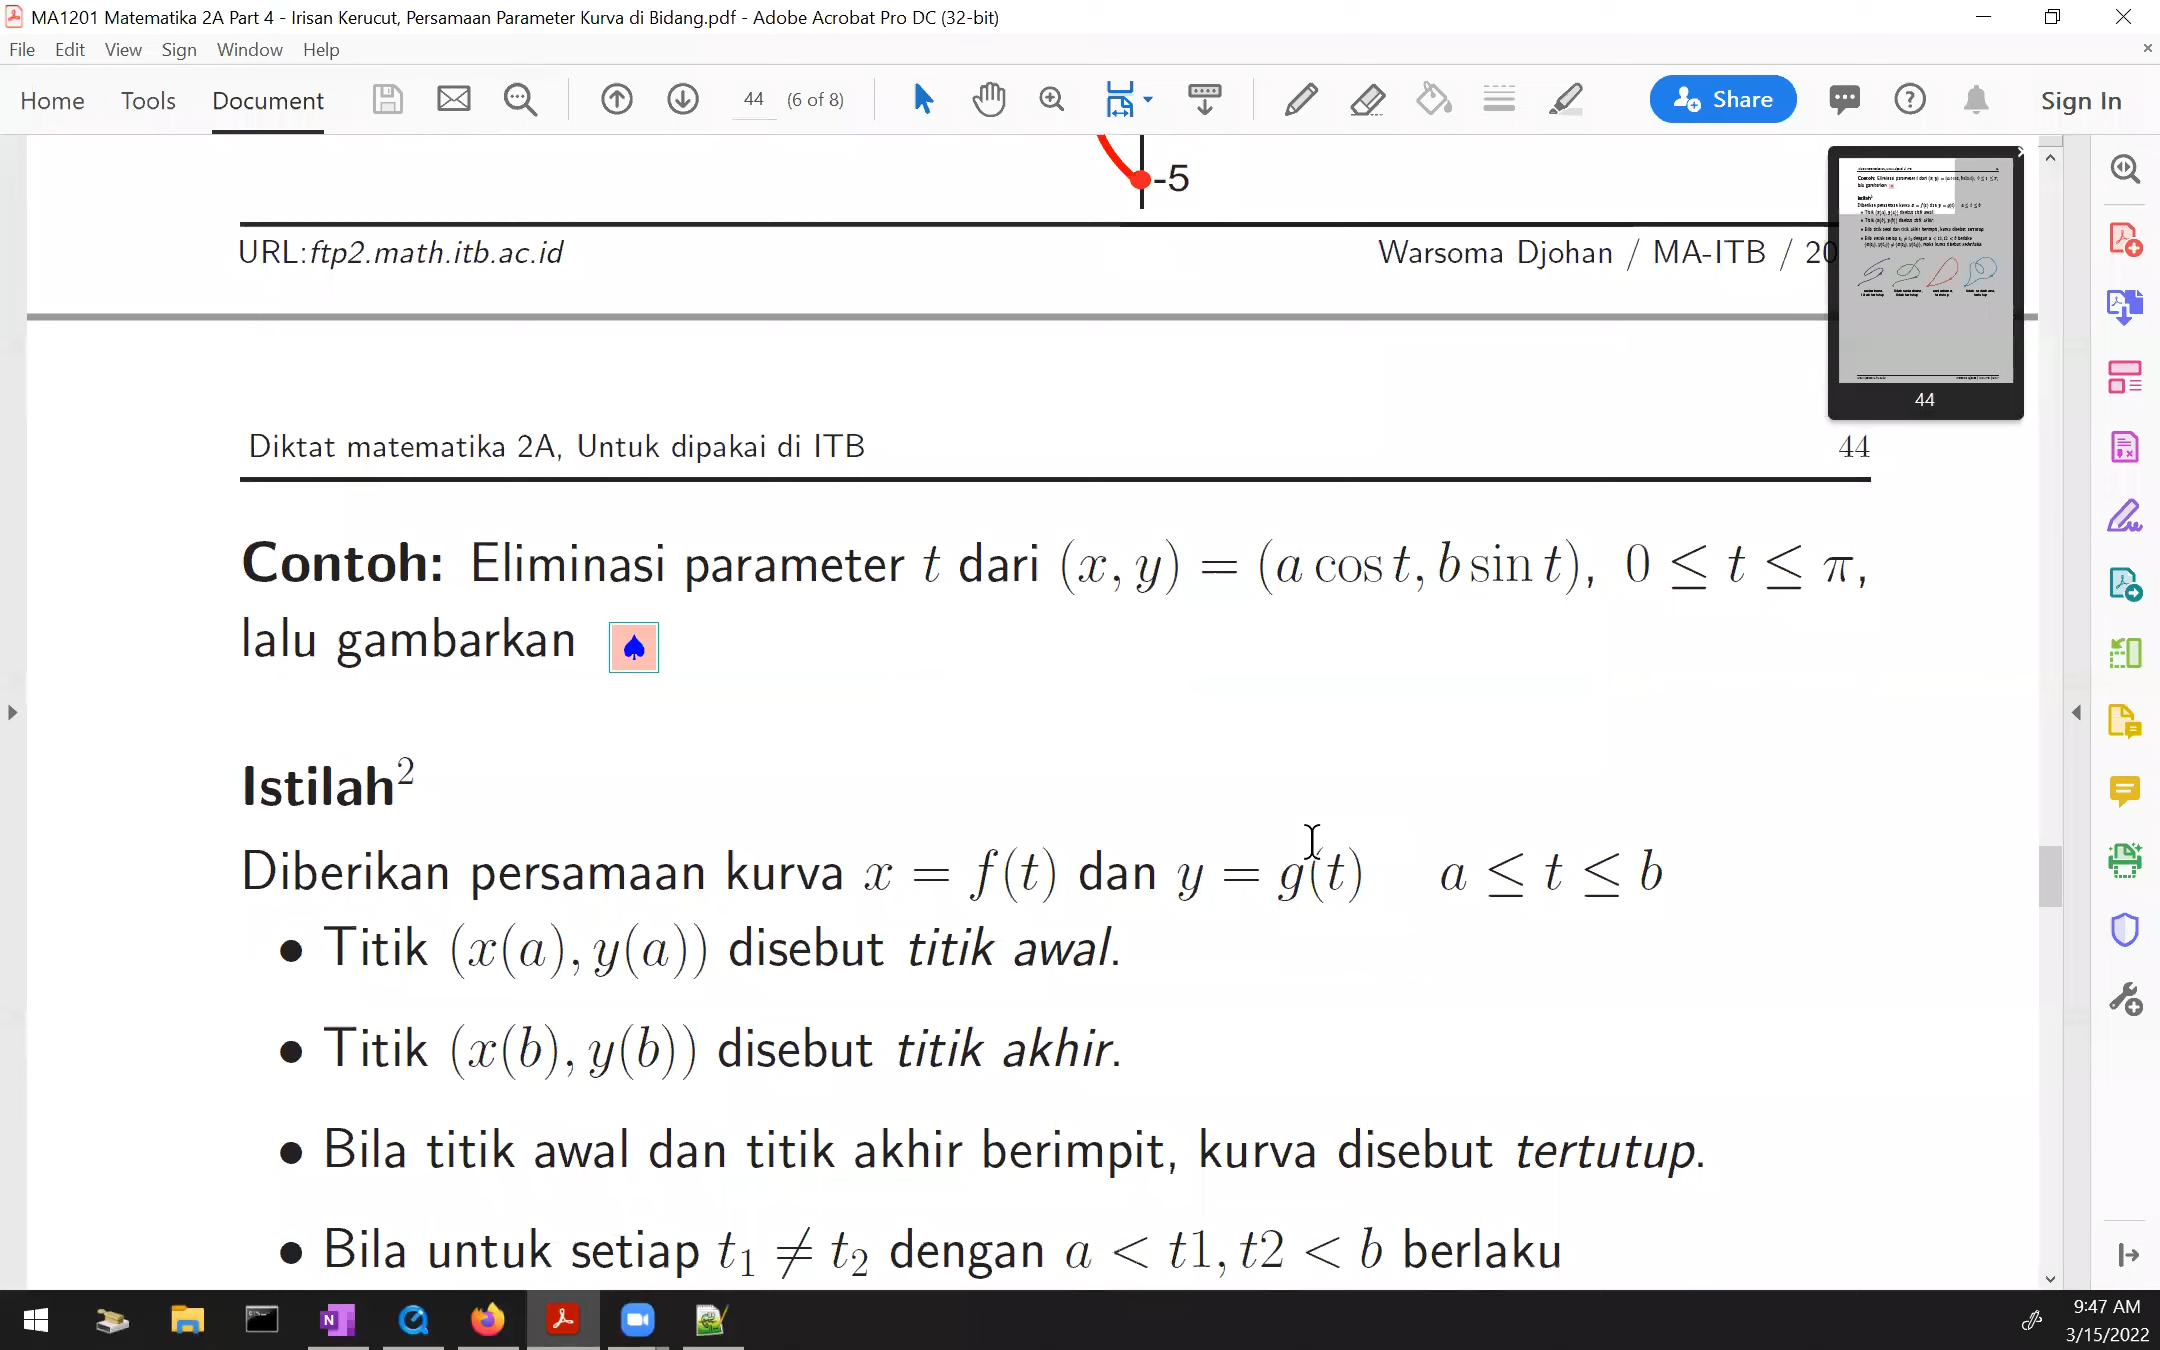 MA1201 Matematika 2A Part 4 - Irisan Kerucut, Persamaan Parameter Kurva di Bidang.pdf - Adobe Acrobat Pro DC (32-bit)
File Edit View Sign Window Help
Home Tools Document 44 (6 of 8) Share Sign In
-5
URL:ftp2.math.itb.ac.id Warsoma Djohan / MA-ITB / 20
44
Diktat matematika 2A, Untuk dipakai di ITB 44
Contoh: Eliminasi parameter t dari (x, y) = (a cos t, b sin t), 0 ≤ t ≤ π,
lalu gambarkan ♠
Istilah²
Diberikan persamaan kurva x = f(t) dan y = g(t) a ≤ t ≤ b
• Titik (x(a), y(a)) disebut titik awal.
• Titik (x(b), y(b)) disebut titik akhir.
• Bila titik awal dan titik akhir berimpit, kurva disebut tertutup.
• Bila untuk setiap t₁ ≠ t₂ dengan a < t1, t2 < b berlaku
9:47 AM
3/15/2022